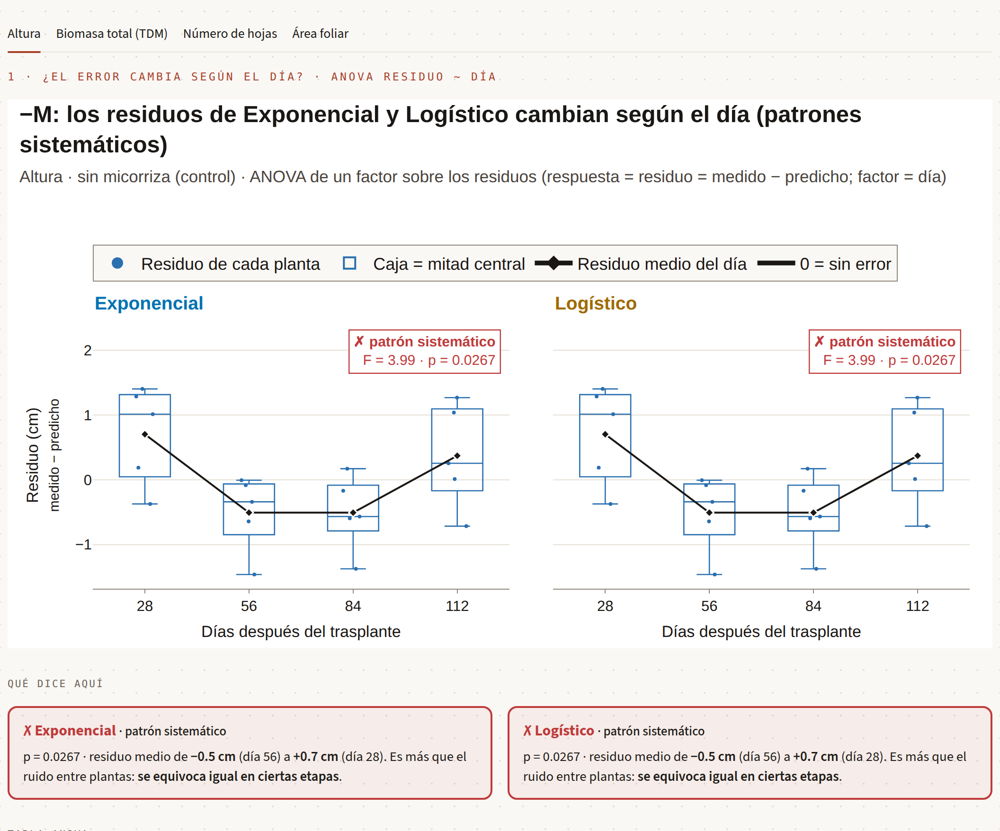 Altura Biomasa total (TDM) Número de hojas Área foliar
1 · ¿EL ERROR CAMBIA SEGÚN EL DÍA? · ANOVA RESIDUO ~ DÍA
−M: los residuos de Exponencial y Logístico cambian según el día (patrones
sistemáticos)
Altura · sin micorriza (control) · ANOVA de un factor sobre los residuos (respuesta = residuo = medido − predicho; factor = día)
Residuo de cada planta Caja = mitad central Residuo medio del día 0 = sin error
Exponencial
✗ patrón sistemático
F = 3.99 · p = 0.0267
Residuo (cm)
medido − predicho
2
1
0
−1
28 56 84 112
Días después del trasplante
Logístico
✗ patrón sistemático
F = 3.99 · p = 0.0267
28 56 84 112
Días después del trasplante
QUÉ DICE AQUÍ
✗ Exponencial · patrón sistemático
p = 0.0267 · residuo medio de −0.5 cm (día 56) a +0.7 cm (día 28). Es más que el
ruido entre plantas: se equivoca igual en ciertas etapas.
✗ Logístico · patrón sistemático
p = 0.0267 · residuo medio de −0.5 cm (día 56) a +0.7 cm (día 28). Es más que el
ruido entre plantas: se equivoca igual en ciertas etapas.